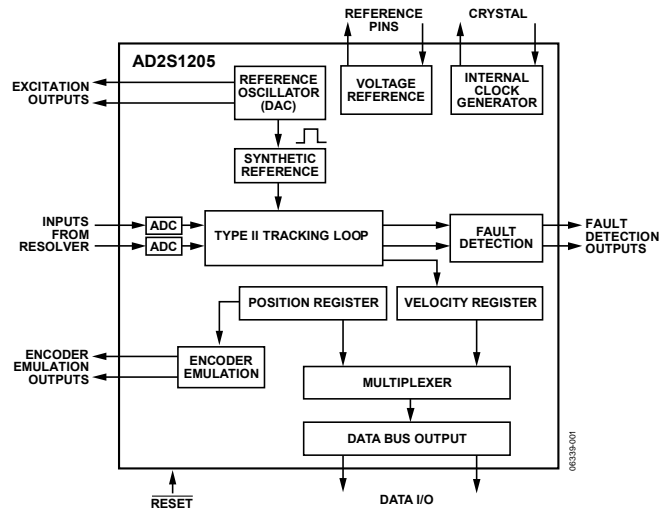 REFERENCE
PINS
CRYSTAL
AD2S1205
EXCITATION
OUTPUTS
REFERENCE
OSCILLATOR
(DAC)
VOLTAGE
REFERENCE
INTERNAL
CLOCK
GENERATOR
SYNTHETIC
REFERENCE
INPUTS
FROM
RESOLVER
ADC
ADC
TYPE II TRACKING LOOP
FAULT
DETECTION
FAULT
DETECTION
OUTPUTS
POSITION REGISTER
VELOCITY REGISTER
ENCODER
EMULATION
OUTPUTS
ENCODER
EMULATION
MULTIPLEXER
DATA BUS OUTPUT
RESET
DATA I/O
06339-001